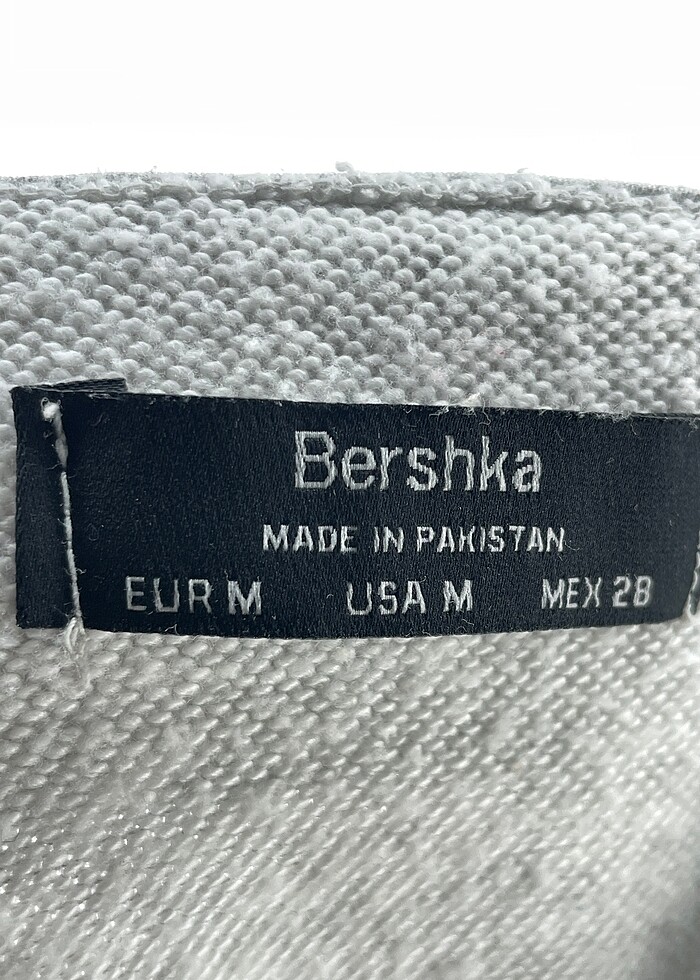 Bershka
MADE IN PAKISTAN
EUR M USA M MEX 28